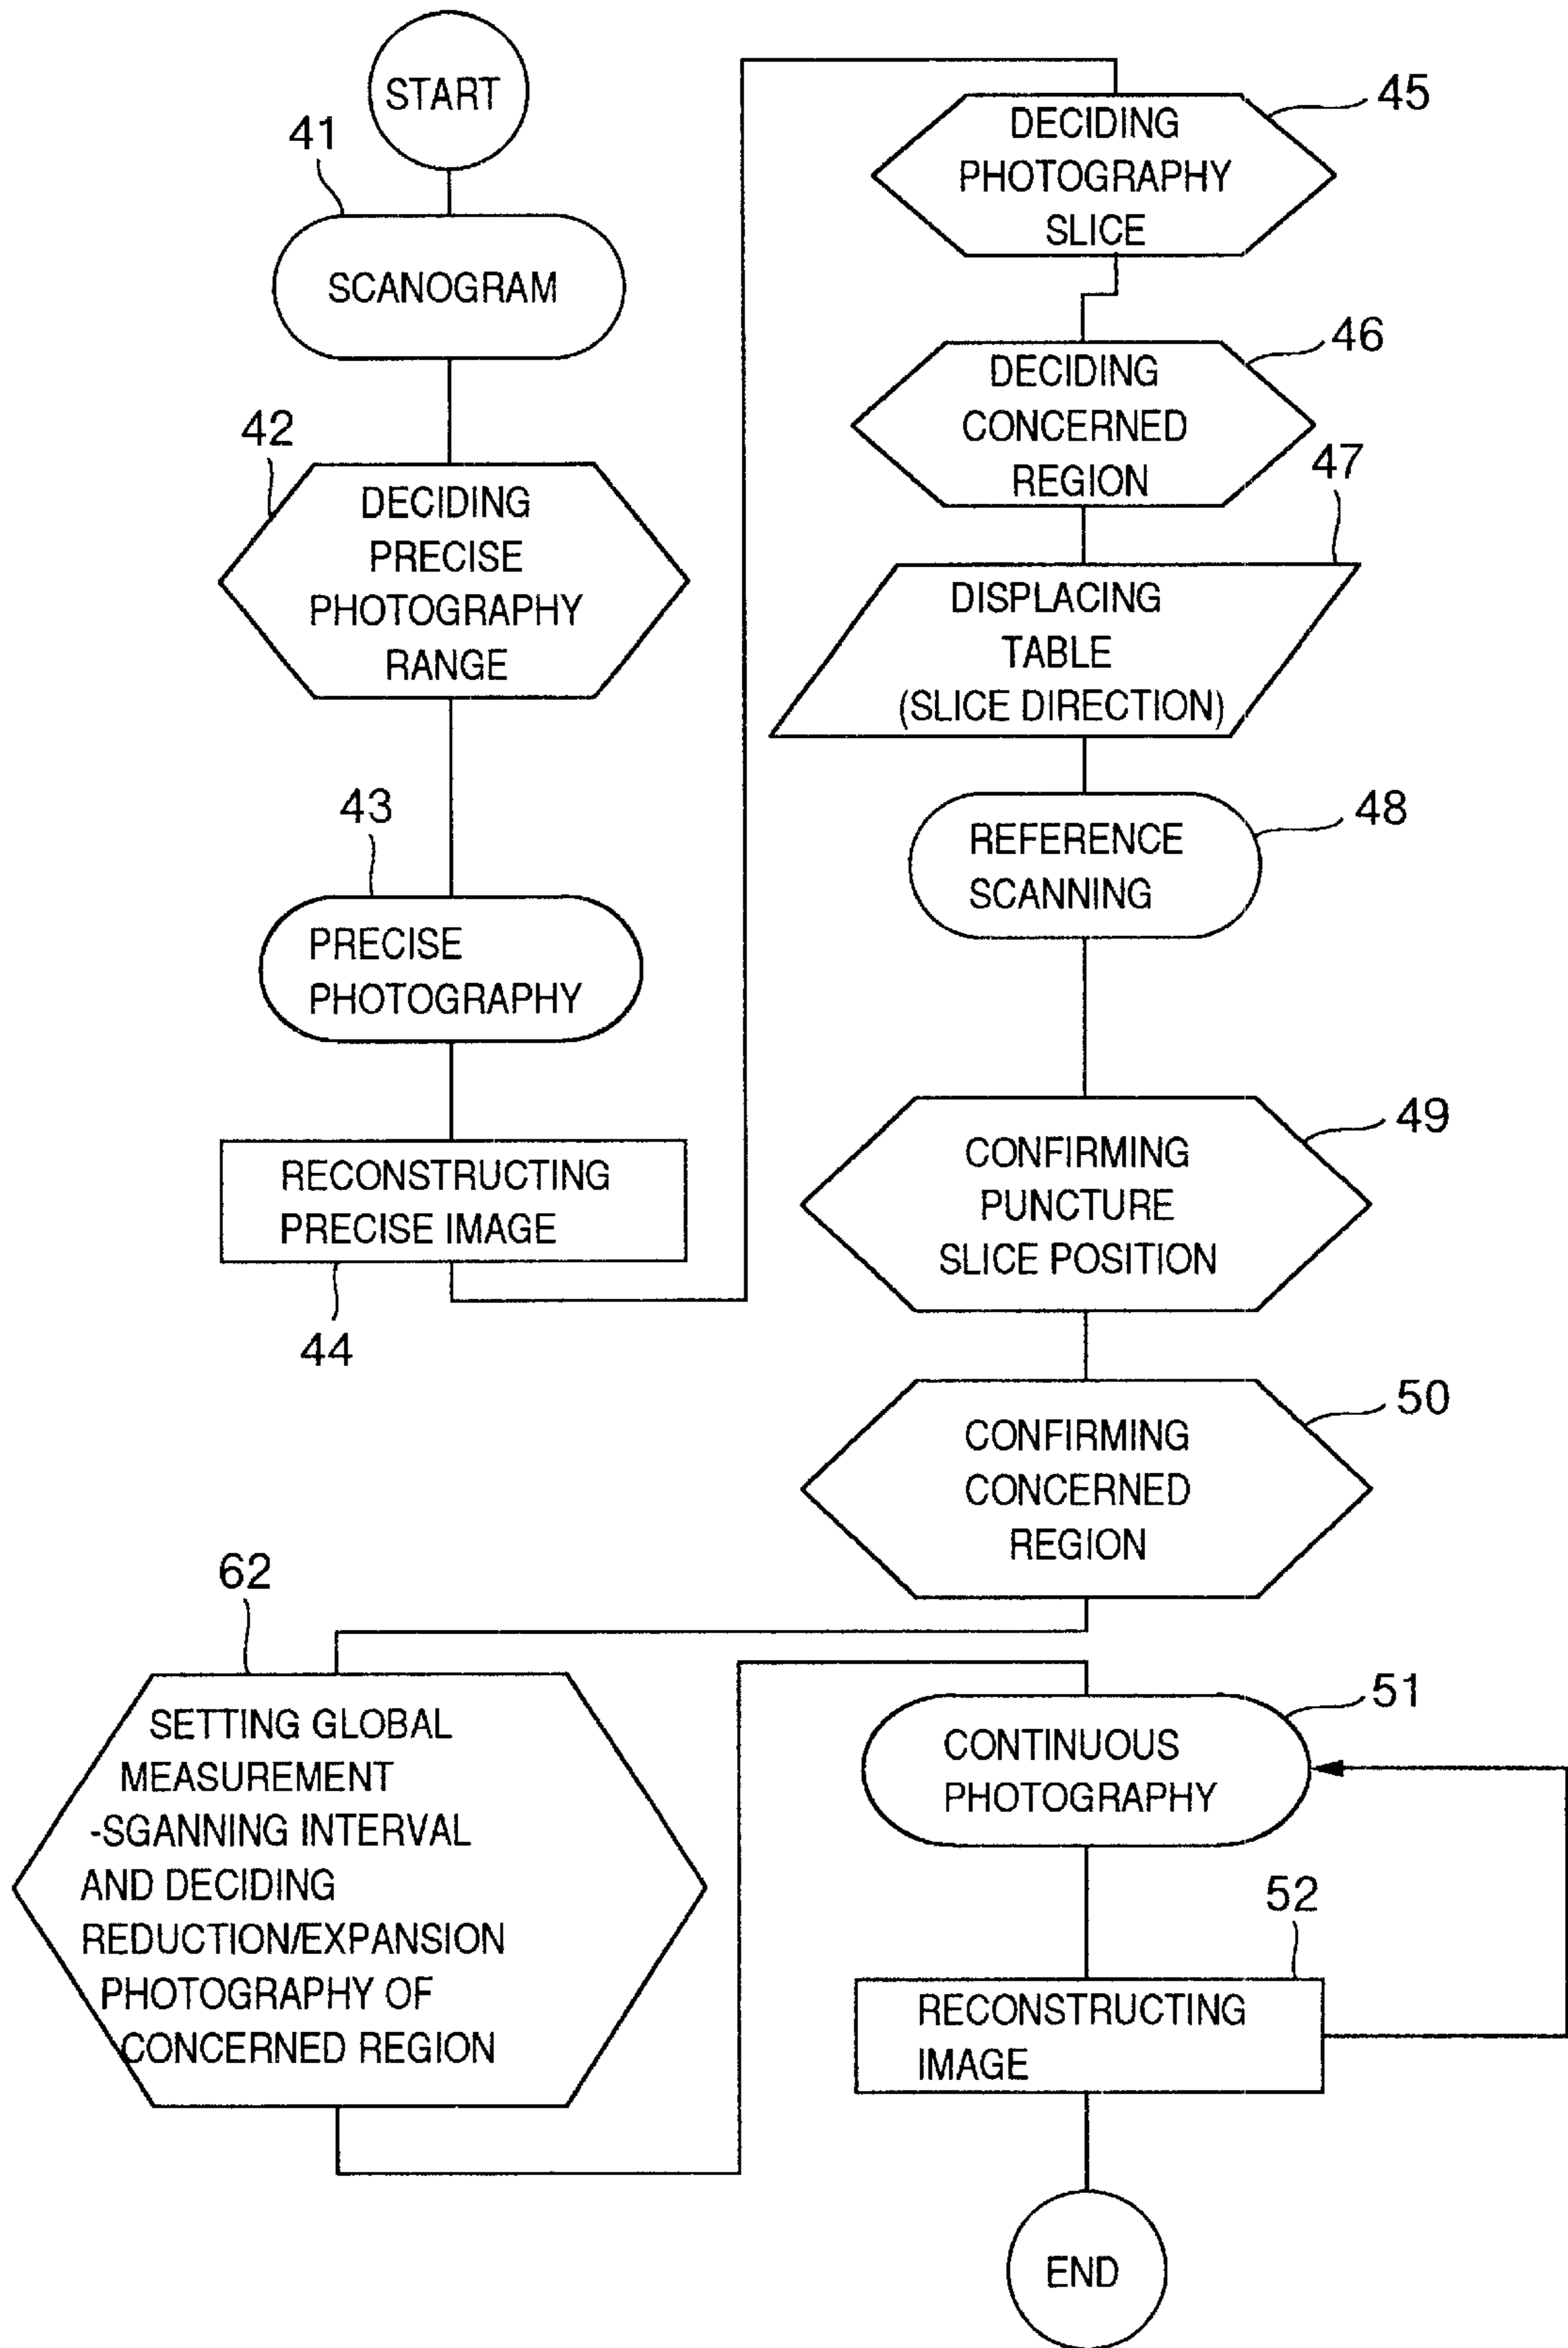 START
41
SCANOGRAM
42
DECIDING
PRECISE
PHOTOGRAPHY
RANGE
43
PRECISE
PHOTOGRAPHY
RECONSTRUCTING
PRECISE IMAGE
44
45
DECIDING
PHOTOGRAPHY
SLICE
46
DECIDING
CONCERNED
REGION
47
DISPLACING
TABLE
(SLICE DIRECTION)
48
REFERENCE
SCANNING
49
CONFIRMING
PUNCTURE
SLICE POSITION
50
CONFIRMING
CONCERNED
REGION
62
SETTING GLOBAL
MEASUREMENT
-SGANNING INTERVAL
AND DECIDING
REDUCTION/EXPANSION
PHOTOGRAPHY OF
CONCERNED REGION
51
CONTINUOUS
PHOTOGRAPHY
52
RECONSTRUCTING
IMAGE
END